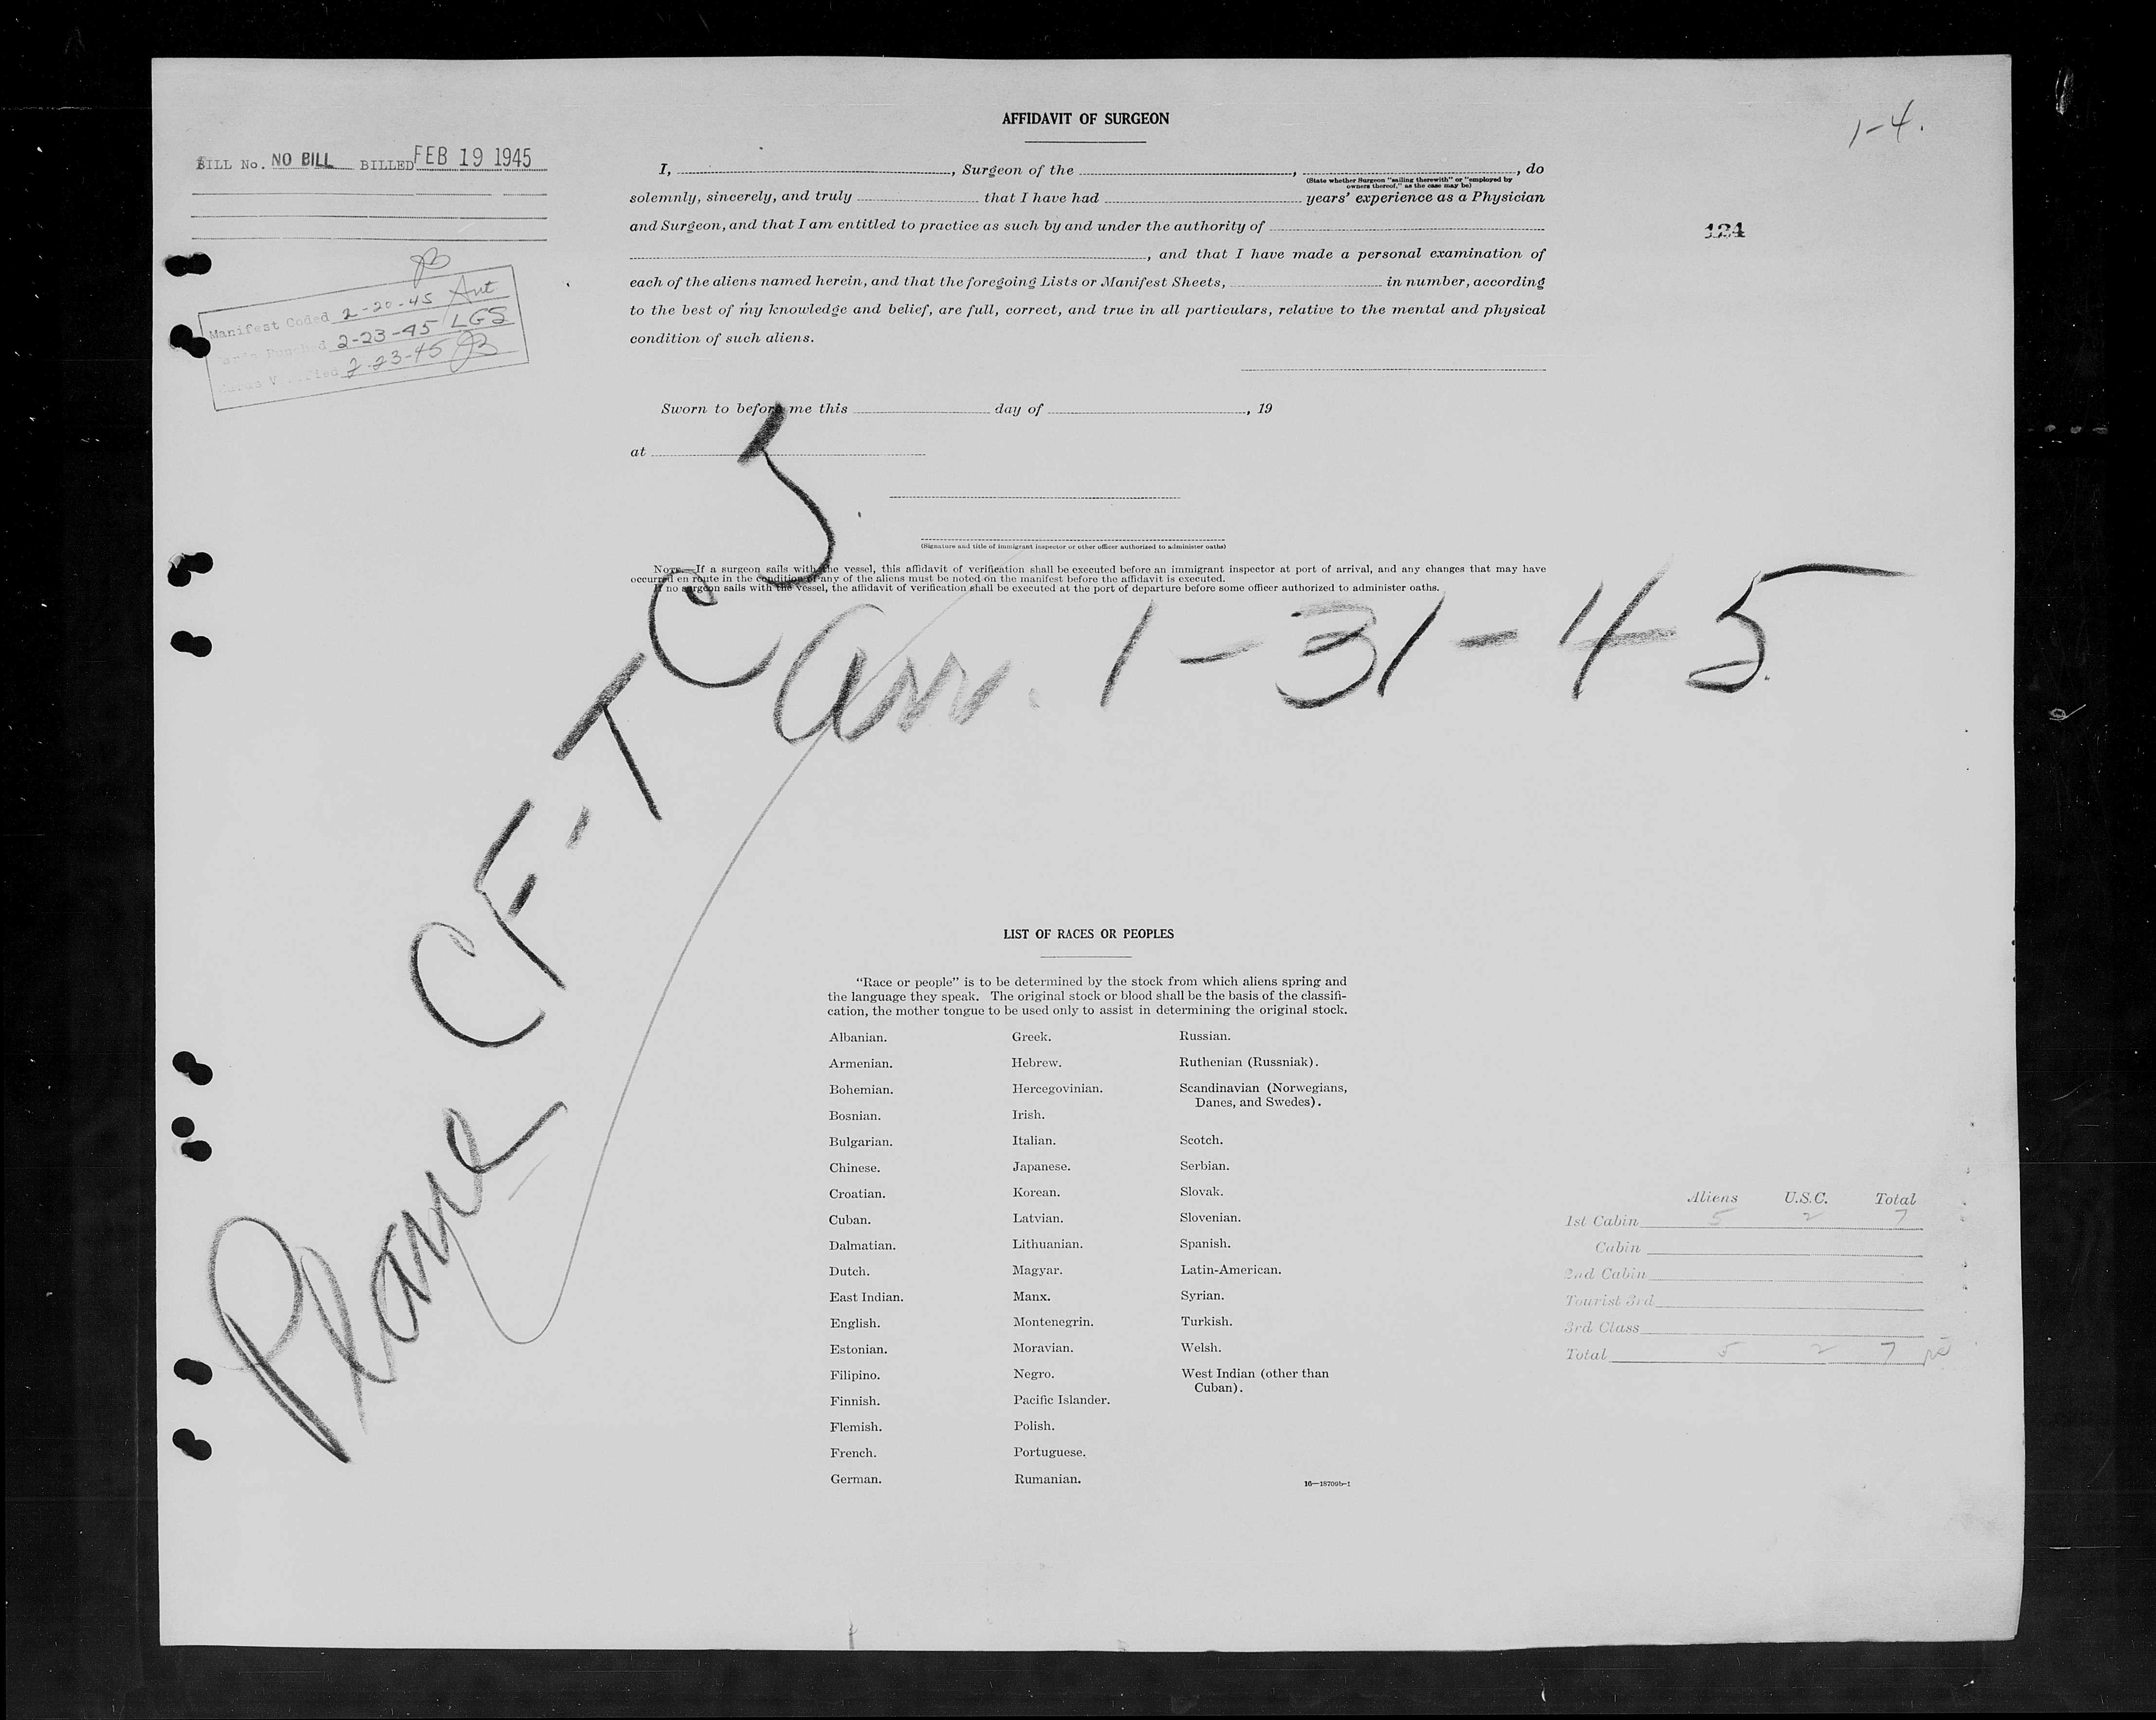 AFFIDAVIT OF SURGEON
1-4.
BILL No. NO BILL BILLED FEB 19 1945
I, , Surgeon of the , , do
(State whether Surgeon "sailing therewith" or "employed by
owners thereof," as the case may be)
solemnly, sincerely, and truly that I have had years' experience as a Physician
and Surgeon, and that I am entitled to practice as such by and under the authority of
124
, and that I have made a personal examination of
each of the aliens named herein, and that the foregoing Lists or Manifest Sheets, in number, according
to the best of my knowledge and belief, are full, correct, and true in all particulars, relative to the mental and physical
condition of such aliens.
Manifest Coded 2-20-45
Punched 2-23-45 LGS
Verified 2-23-45
Sworn to before me this day of , 19
at
(Signature and title of immigrant inspector or other officer authorized to administer oaths)
NOTE.—If a surgeon sails with the vessel, this affidavit of verification shall be executed before an immigrant inspector at port of arrival, and any changes that may have
occurred en route in the condition of any of the aliens must be noted on the manifest before the affidavit is executed.
If no surgeon sails with the vessel, the affidavit of verification shall be executed at the port of departure before some officer authorized to administer oaths.
Plane CF-TC
Arr. 1-31-45
LIST OF RACES OR PEOPLES
"Race or people" is to be determined by the stock from which aliens spring and
the language they speak. The original stock or blood shall be the basis of the classifi-
cation, the mother tongue to be used only to assist in determining the original stock.
Albanian.
Armenian.
Bohemian.
Bosnian.
Bulgarian.
Chinese.
Croatian.
Cuban.
Dalmatian.
Dutch.
East Indian.
English.
Estonian.
Filipino.
Finnish.
Flemish.
French.
German.
Greek.
Hebrew.
Hercegovinian.
Irish.
Italian.
Japanese.
Korean.
Latvian.
Lithuanian.
Magyar.
Manx.
Montenegrin.
Moravian.
Negro.
Pacific Islander.
Polish.
Portuguese.
Rumanian.
Russian.
Ruthenian (Russniak).
Scandinavian (Norwegians,
Danes, and Swedes).
Scotch.
Serbian.
Slovak.
Slovenian.
Spanish.
Latin-American.
Syrian.
Turkish.
Welsh.
West Indian (other than
Cuban).
16—18709b-1
Aliens U.S.C. Total
1st Cabin 5 2 7
Cabin
2nd Cabin
Tourist 3rd
3rd Class
Total 5 2 7